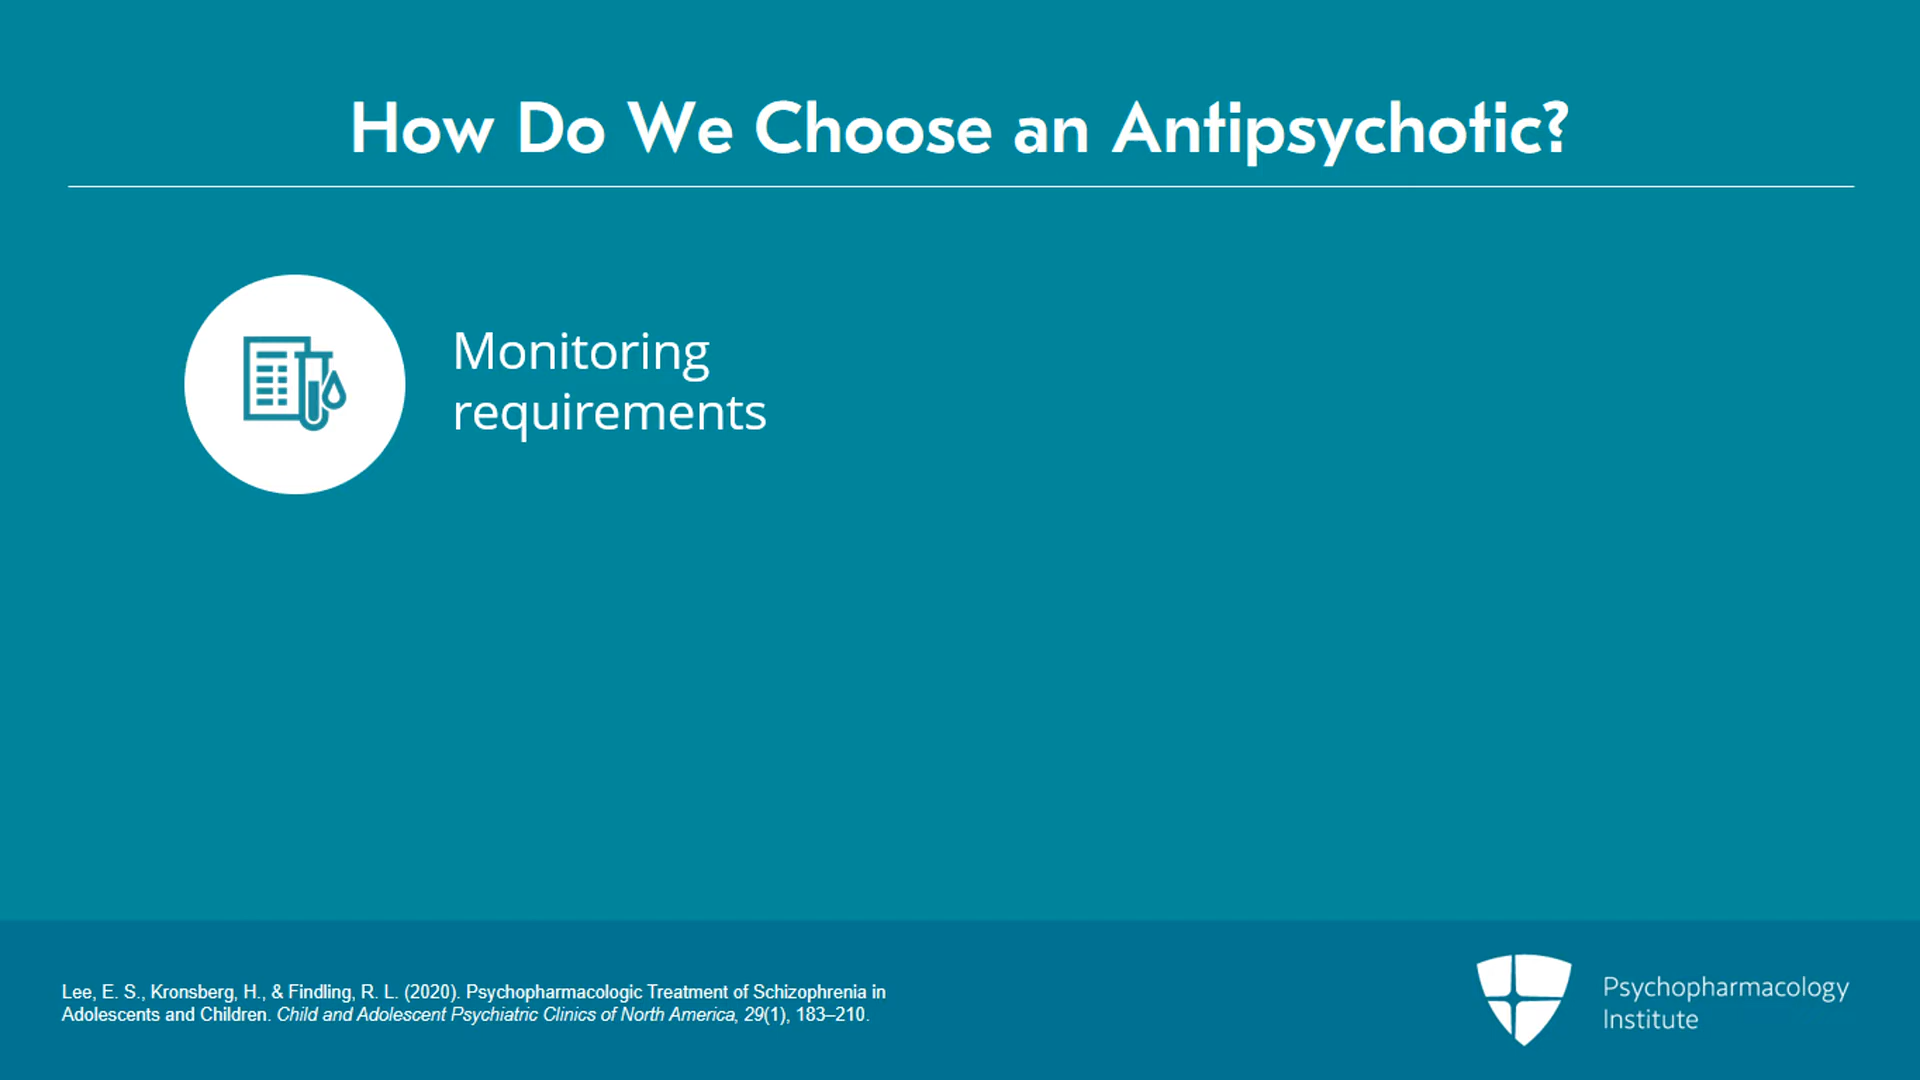 How Do We Choose an Antipsychotic?
Monitoring
requirements
Lee, E. S., Kronsberg, H., & Findling, R. L. (2020). Psychopharmacologic Treatment of Schizophrenia in
Adolescents and Children. Child and Adolescent Psychiatric Clinics of North America, 29(1), 183–210.
Psychopharmacology
Institute